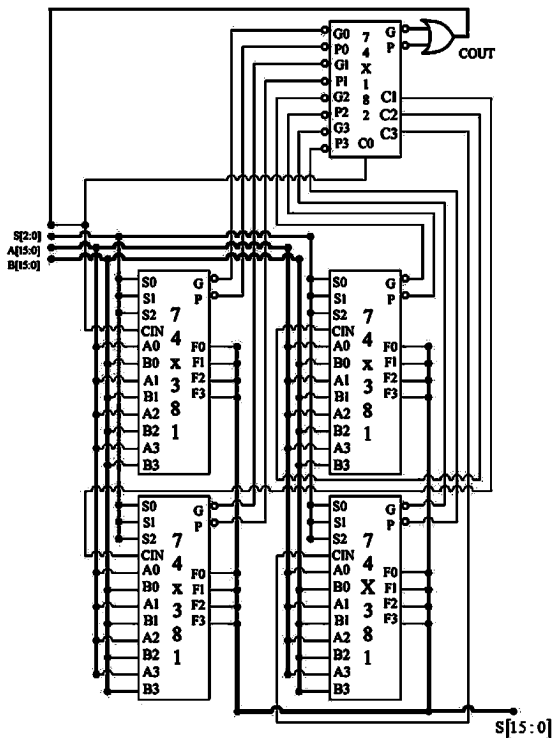 G0 7 G
P0 4 P
G1 X
P1 1
G2 8 C1
P2 2 C2
G3 C3
P3 C0
COUT
S[2:0]
A[15:0]
B[15:0]
S0 G
S1 P
S2 7
CIN 4
A0 F0
B0 x F1
A1 3 F2
B1 F3
A2 8
B2 1
A3
B3
S0 G
S1 P
S2 7
CIN 4
A0 F0
B0 x F1
A1 3 F2
B1 F3
A2 8
B2 1
A3
B3
S0 G
S1 P
S2 7
CIN 4
A0 F0
B0 x F1
A1 3 F2
B1 F3
A2 8
B2 1
A3
B3
S0 G
S1 P
S2 7
CIN 4
A0 F0
B0 X F1
A1 3 F2
B1 F3
A2 8
B2 1
A3
B3
S[15:0]